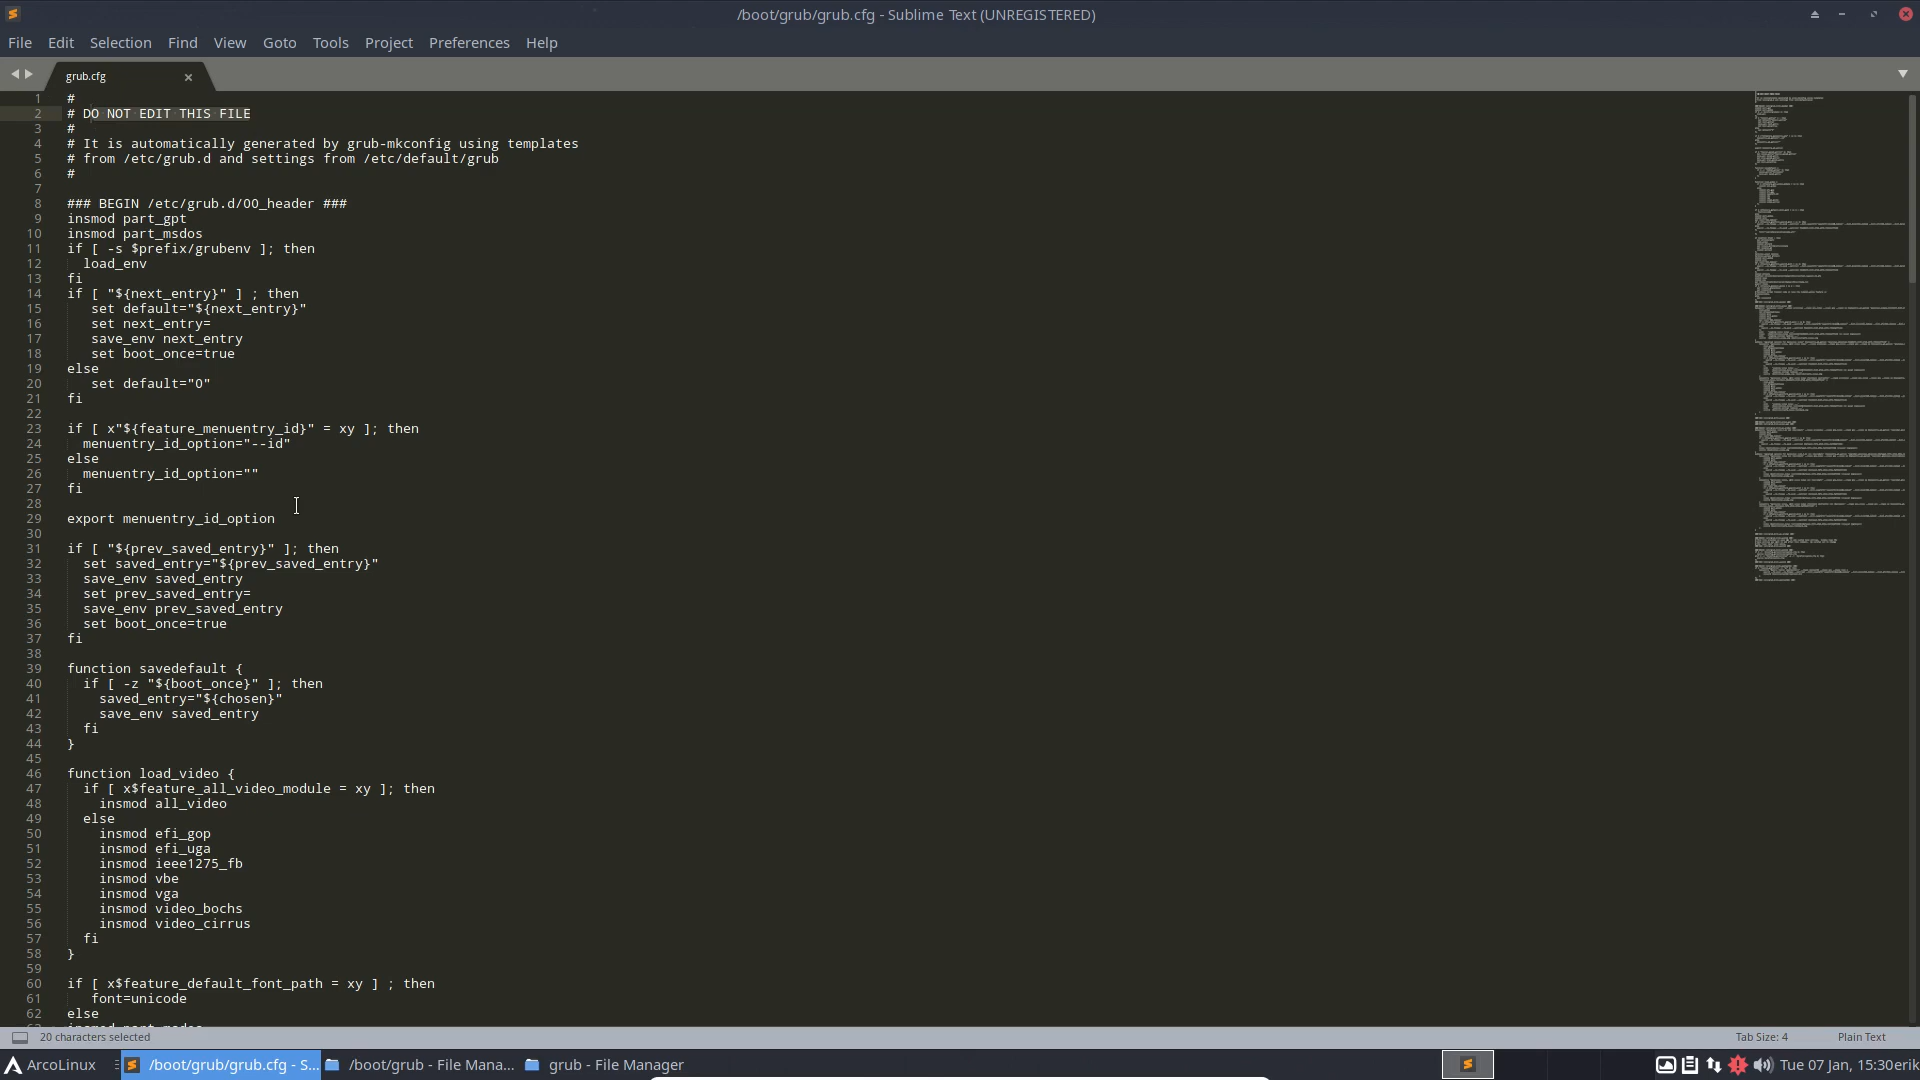 /boot/grub/grub.cfg - Sublime Text (UNREGISTERED)
File Edit Selection Find View Goto Tools Project Preferences Help
grub.cfg
1 #
2 # DO NOT EDIT THIS FILE
3 #
4 # It is automatically generated by grub-mkconfig using templates
5 # from /etc/grub.d and settings from /etc/default/grub
6 #
7
8 ### BEGIN /etc/grub.d/00_header ###
9 insmod part_gpt
10 insmod part_msdos
11 if [ -s $prefix/grubenv ]; then
12   load_env
13 fi
14 if [ "${next_entry}" ] ; then
15    set default="${next_entry}"
16    set next_entry=
17    save_env next_entry
18    set boot_once=true
19 else
20    set default="0"
21 fi
22
23 if [ x"${feature_menuentry_id}" = xy ]; then
24   menuentry_id_option="--id"
25 else
26   menuentry_id_option=""
27 fi
28
29 export menuentry_id_option
30
31 if [ "${prev_saved_entry}" ]; then
32   set saved_entry="${prev_saved_entry}"
33   save_env saved_entry
34   set prev_saved_entry=
35   save_env prev_saved_entry
36   set boot_once=true
37 fi
38
39 function savedefault {
40   if [ -z "${boot_once}" ]; then
41     saved_entry="${chosen}"
42     save_env saved_entry
43   fi
44 }
45
46 function load_video {
47   if [ x$feature_all_video_module = xy ]; then
48     insmod all_video
49   else
50     insmod efi_gop
51     insmod efi_uga
52     insmod ieee1275_fb
53     insmod vbe
54     insmod vga
55     insmod video_bochs
56     insmod video_cirrus
57   fi
58 }
59
60 if [ x$feature_default_font_path = xy ] ; then
61    font=unicode
62 else
20 characters selected Tab Size: 4 Plain Text
ArcoLinux /boot/grub/grub.cfg - S... /boot/grub - File Mana... grub - File Manager Tue 07 Jan, 15:30 erik